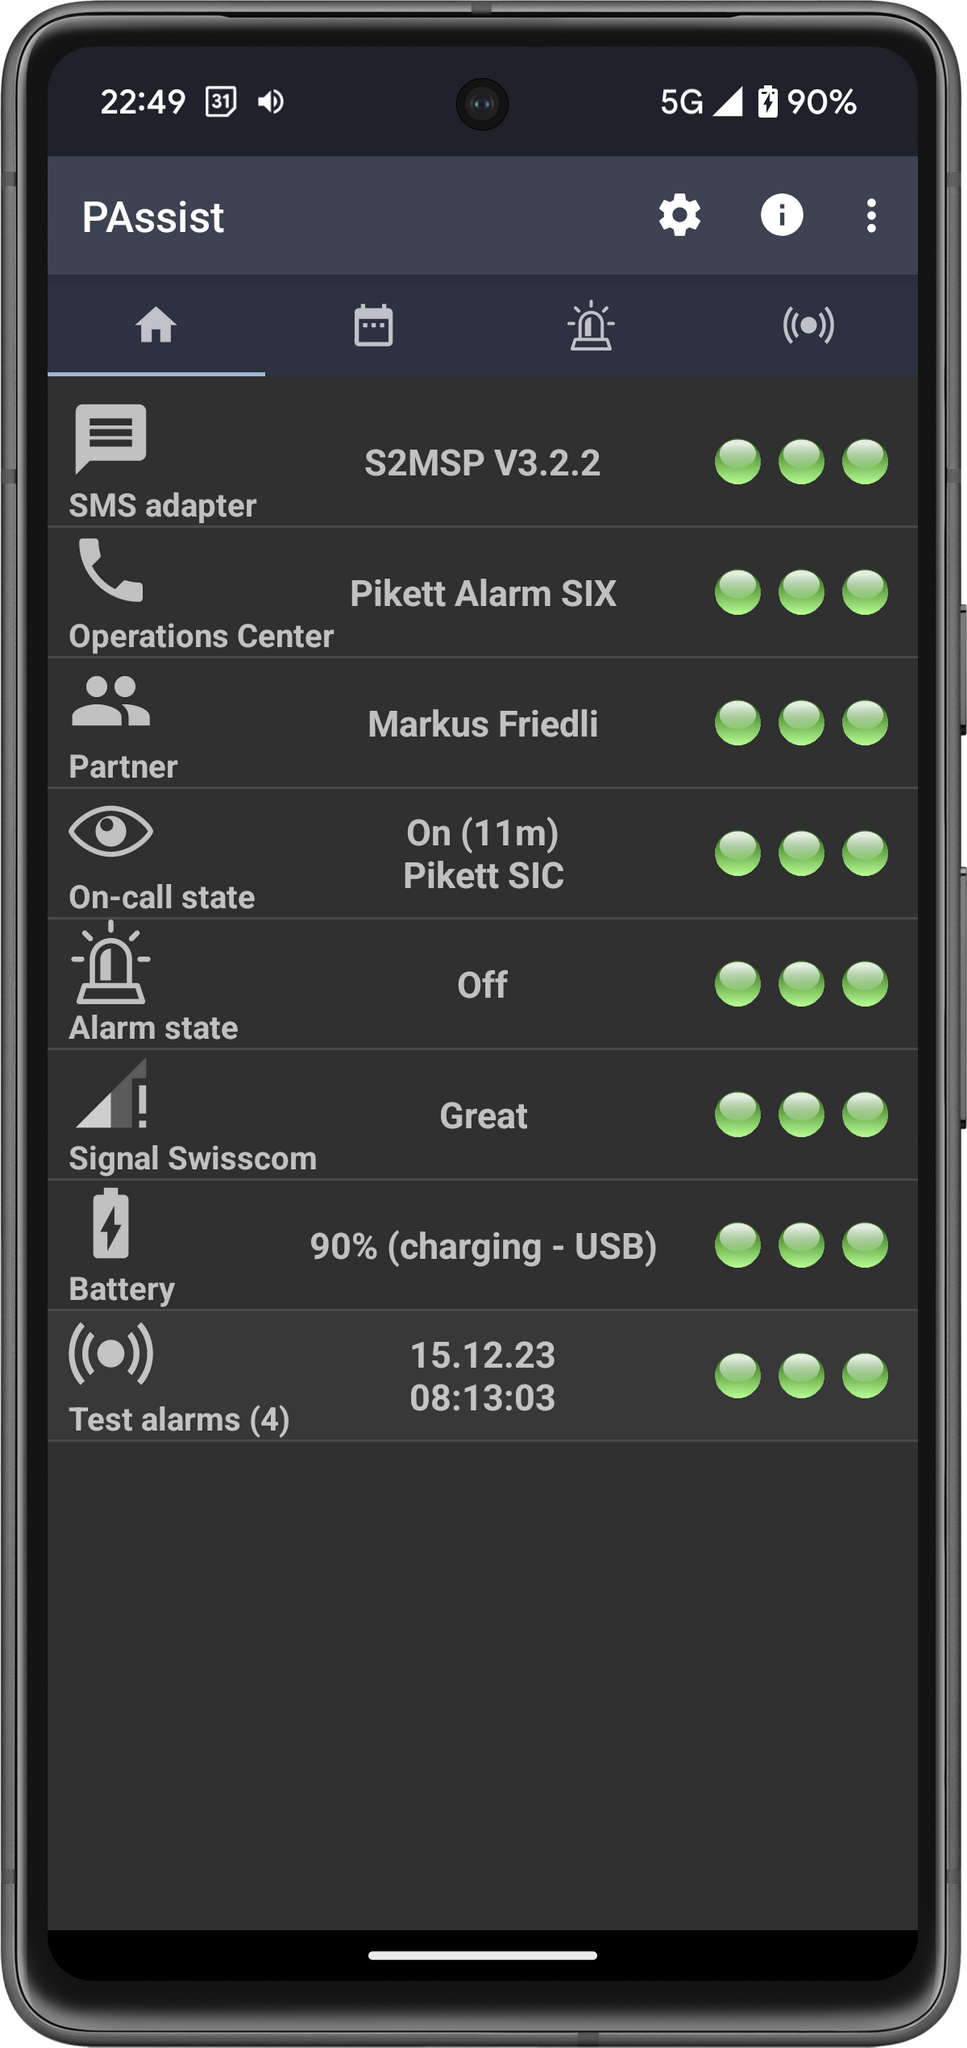 22:49 31 5G 90%
PAssist
S2MSP V3.2.2
SMS adapter
Pikett Alarm SIX
Operations Center
Markus Friedli
Partner
On (11m)
Pikett SIC
On-call state
Off
Alarm state
Great
Signal Swisscom
90% (charging - USB)
Battery
15.12.23
08:13:03
Test alarms (4)